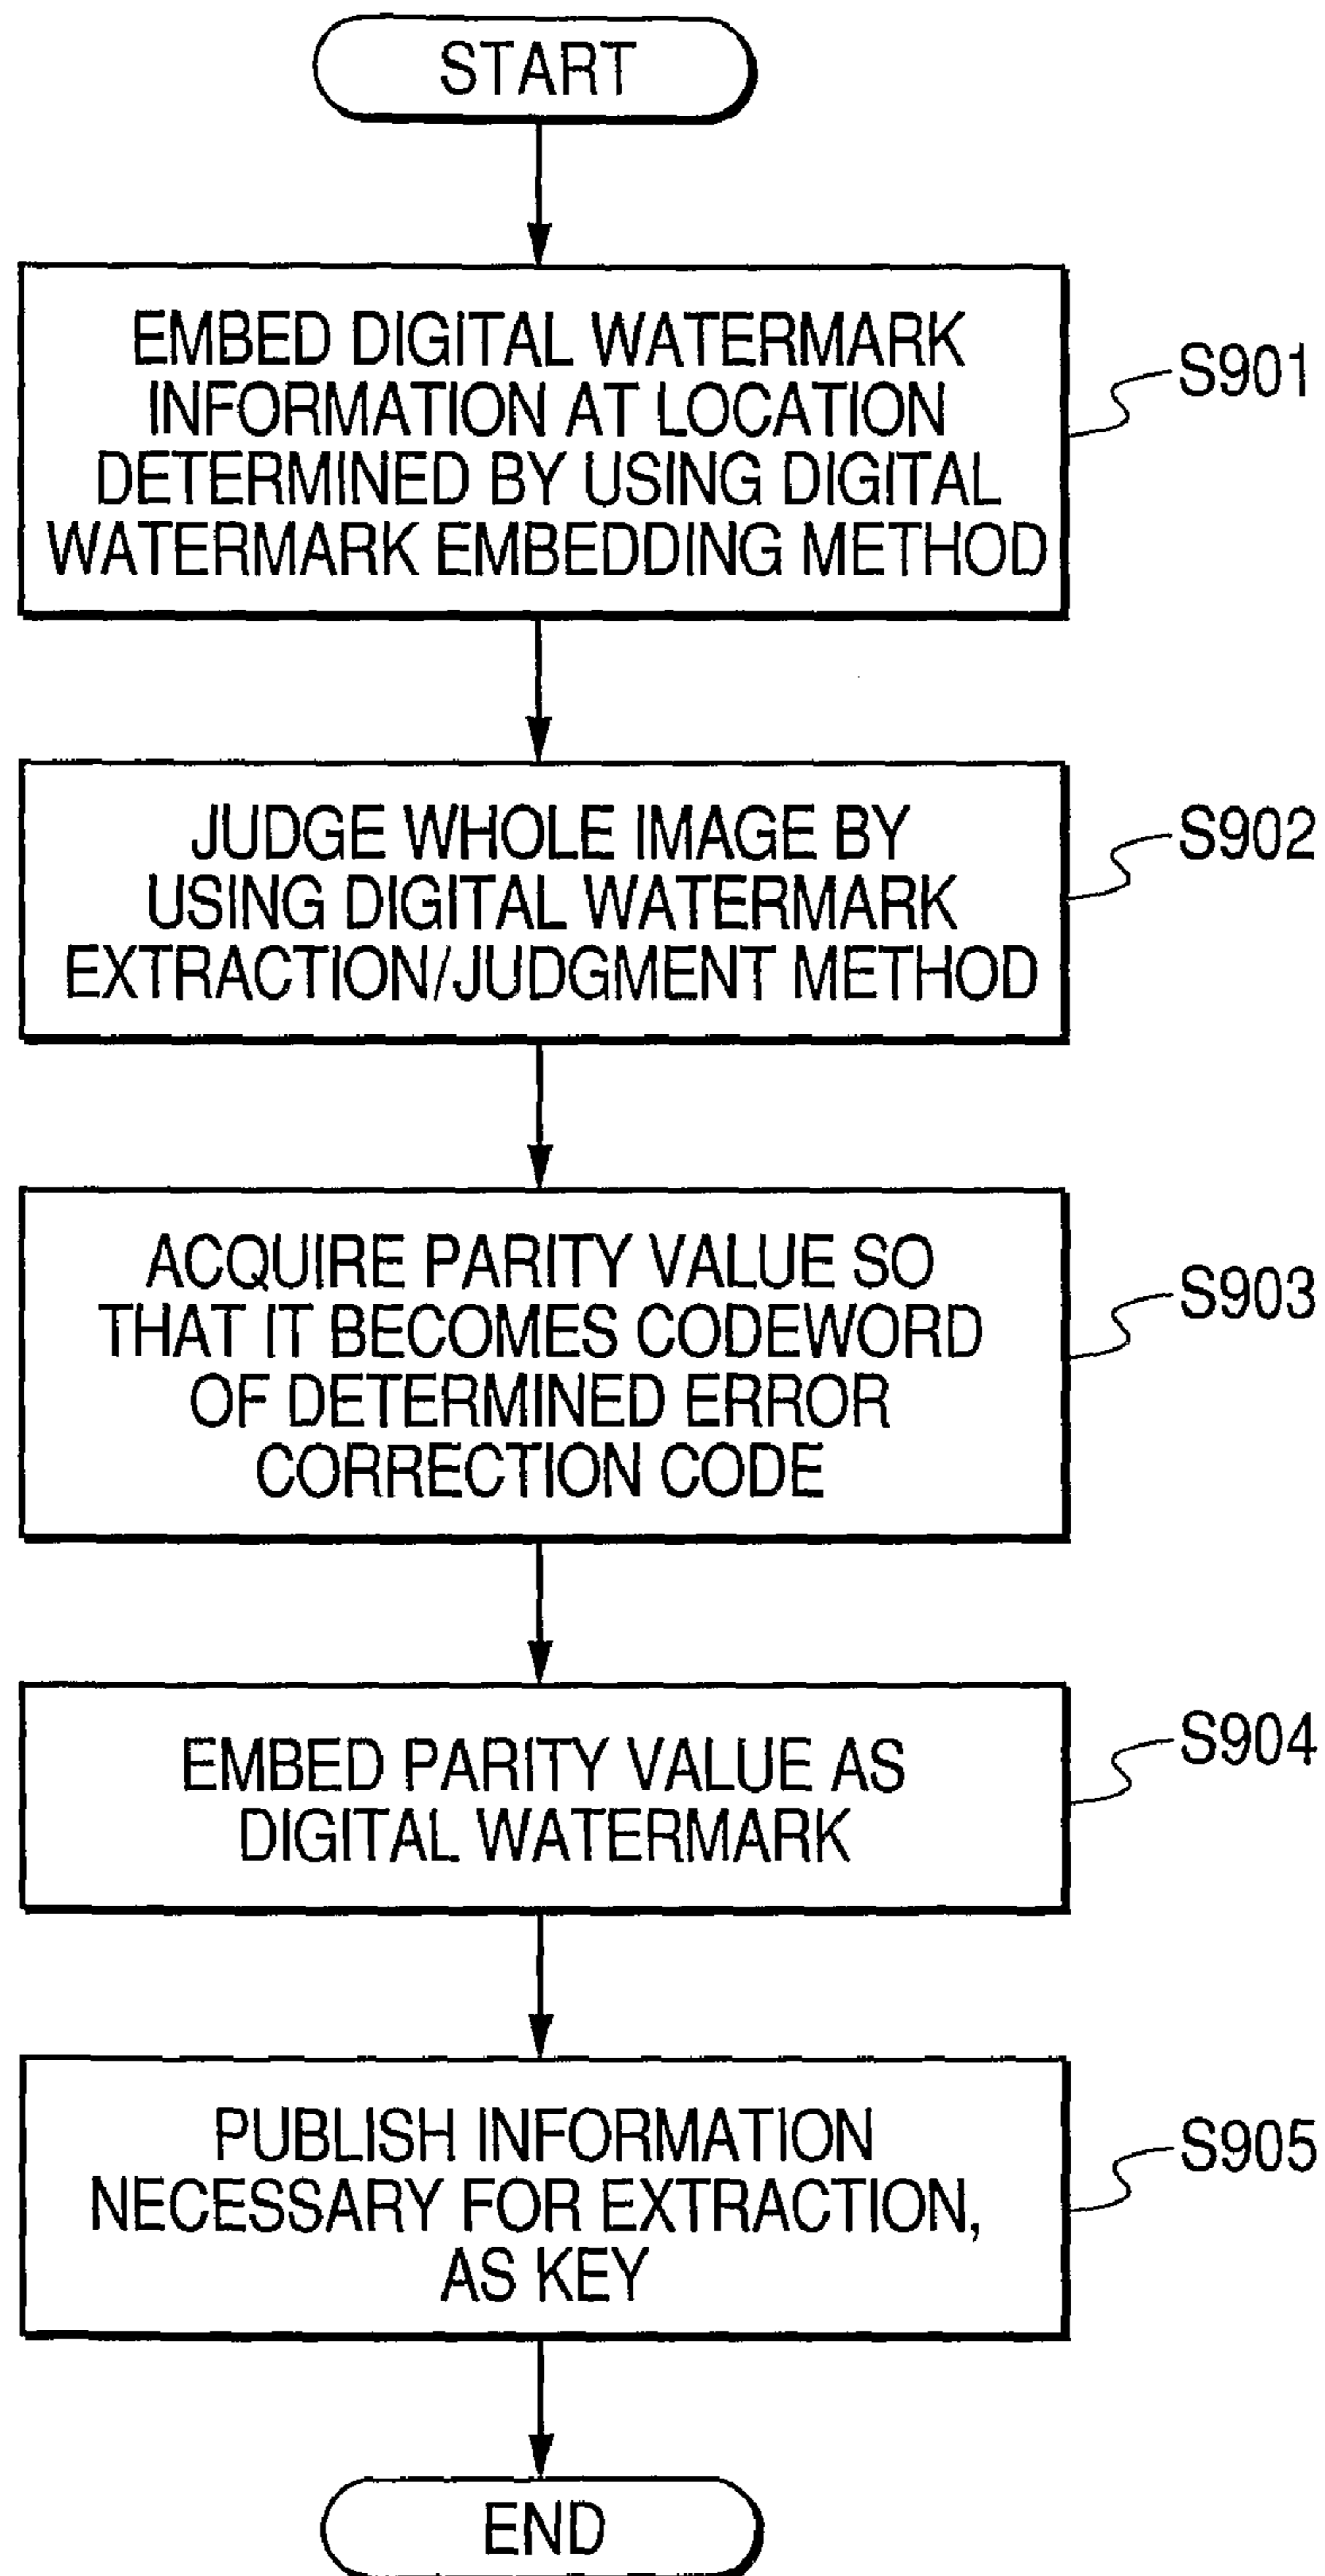 START
EMBED DIGITAL WATERMARK
INFORMATION AT LOCATION
DETERMINED BY USING DIGITAL
WATERMARK EMBEDDING METHOD
S901
JUDGE WHOLE IMAGE BY
USING DIGITAL WATERMARK
EXTRACTION/JUDGMENT METHOD
S902
ACQUIRE PARITY VALUE SO
THAT IT BECOMES CODEWORD
OF DETERMINED ERROR
CORRECTION CODE
S903
EMBED PARITY VALUE AS
DIGITAL WATERMARK
S904
PUBLISH INFORMATION
NECESSARY FOR EXTRACTION,
AS KEY
S905
END